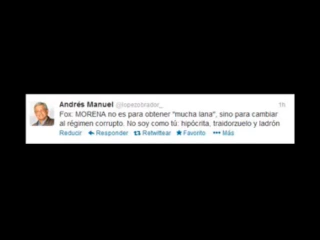 Andrés Manuel @lopezobrador_ 1h
Fox: MORENA no es para obtener "mucha lana", sino para cambiar
al régimen corrupto. No soy como tú: hipócrita, traidorzuelo y ladrón
Reducir Responder Retwittear Favorito Más